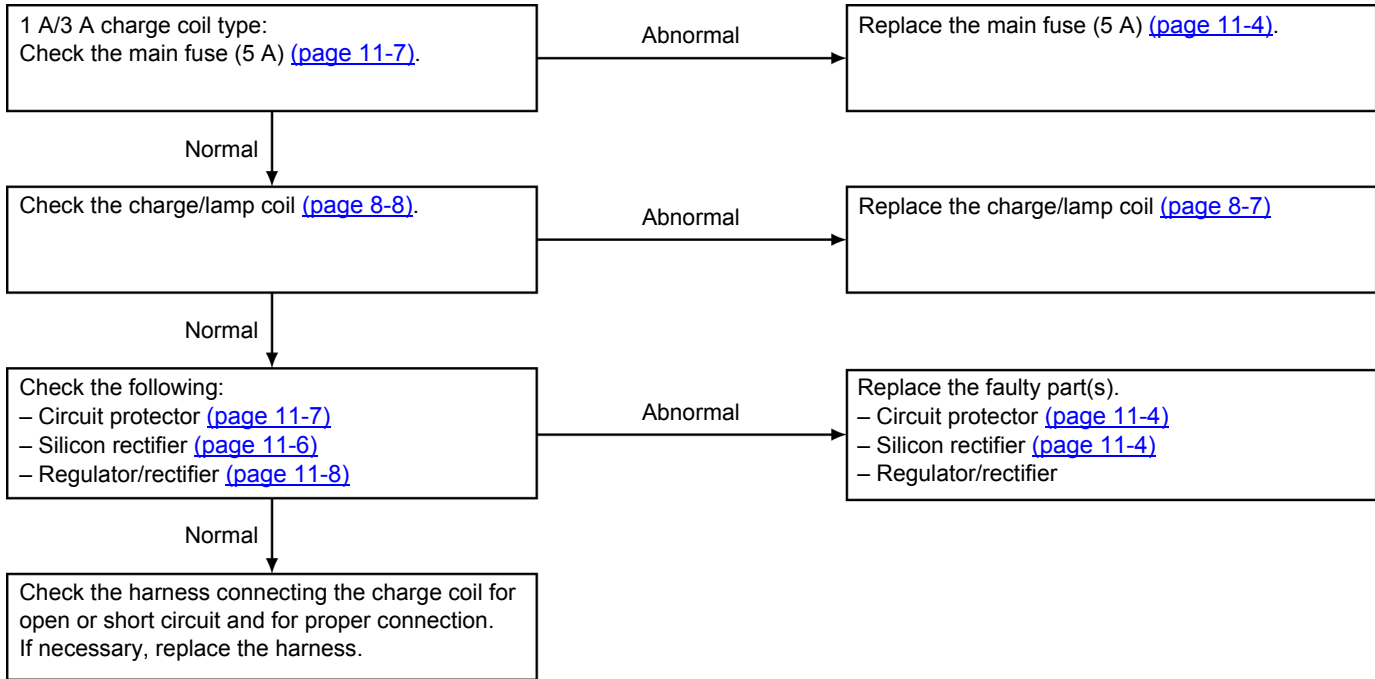 1 A/3 A charge coil type:
Check the main fuse (5 A) (page 11-7).
Abnormal
Replace the main fuse (5 A) (page 11-4).
Normal
Check the charge/lamp coil (page 8-8).
Abnormal
Replace the charge/lamp coil (page 8-7)
Normal
Check the following:
– Circuit protector (page 11-7)
– Silicon rectifier (page 11-6)
– Regulator/rectifier (page 11-8)
Abnormal
Replace the faulty part(s).
– Circuit protector (page 11-4)
– Silicon rectifier (page 11-4)
– Regulator/rectifier
Normal
Check the harness connecting the charge coil for
open or short circuit and for proper connection.
If necessary, replace the harness.